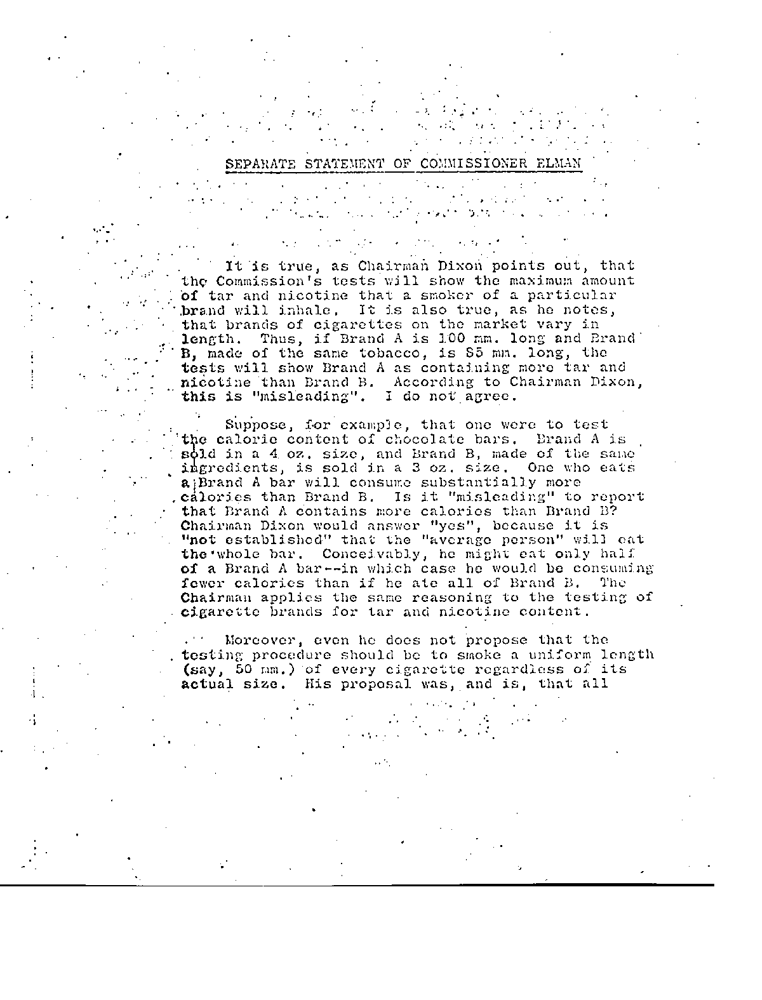 SEPARATE STATEMENT OF COMMISSIONER ELMAN
It is true, as Chairman Dixon points out, that
the Commission's tests will show the maximum amount
of tar and nicotine that a smoker of a particular
brand will inhale. It is also true, as he notes,
that brands of cigarettes on the market vary in
length. Thus, if Brand A is 100 mm. long and Brand
B, made of the same tobacco, is 85 mm. long, the
tests will show Brand A as containing more tar and
nicotine than Brand B. According to Chairman Dixon,
this is "misleading". I do not agree.
Suppose, for example, that one were to test
the calorie content of chocolate bars. Brand A is
sold in a 4 oz. size, and Brand B, made of the same
ingredients, is sold in a 3 oz. size. One who eats
a Brand A bar will consume substantially more
calories than Brand B. Is it "misleading" to report
that Brand A contains more calories than Brand B?
Chairman Dixon would answer "yes", because it is
"not established" that the "average person" will eat
the whole bar. Conceivably, he might eat only half
of a Brand A bar--in which case he would be consuming
fewer calories than if he ate all of Brand B. The
Chairman applies the same reasoning to the testing of
cigarette brands for tar and nicotine content.
Moreover, even he does not propose that the
testing procedure should be to smoke a uniform length
(say, 50 mm.) of every cigarette regardless of its
actual size. His proposal was, and is, that all